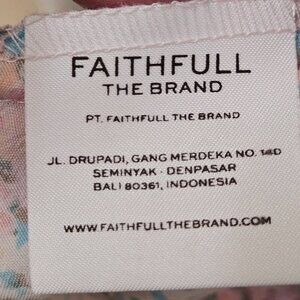 FAITHFULL
THE BRAND
PT. FAITHFULL THE BRAND
JL. DRUPADI, GANG MERDEKA NO. 14D
SEMINYAK - DENPASAR
BALI 80361, INDONESIA
WWW.FAITHFULLTHEBRAND.COM